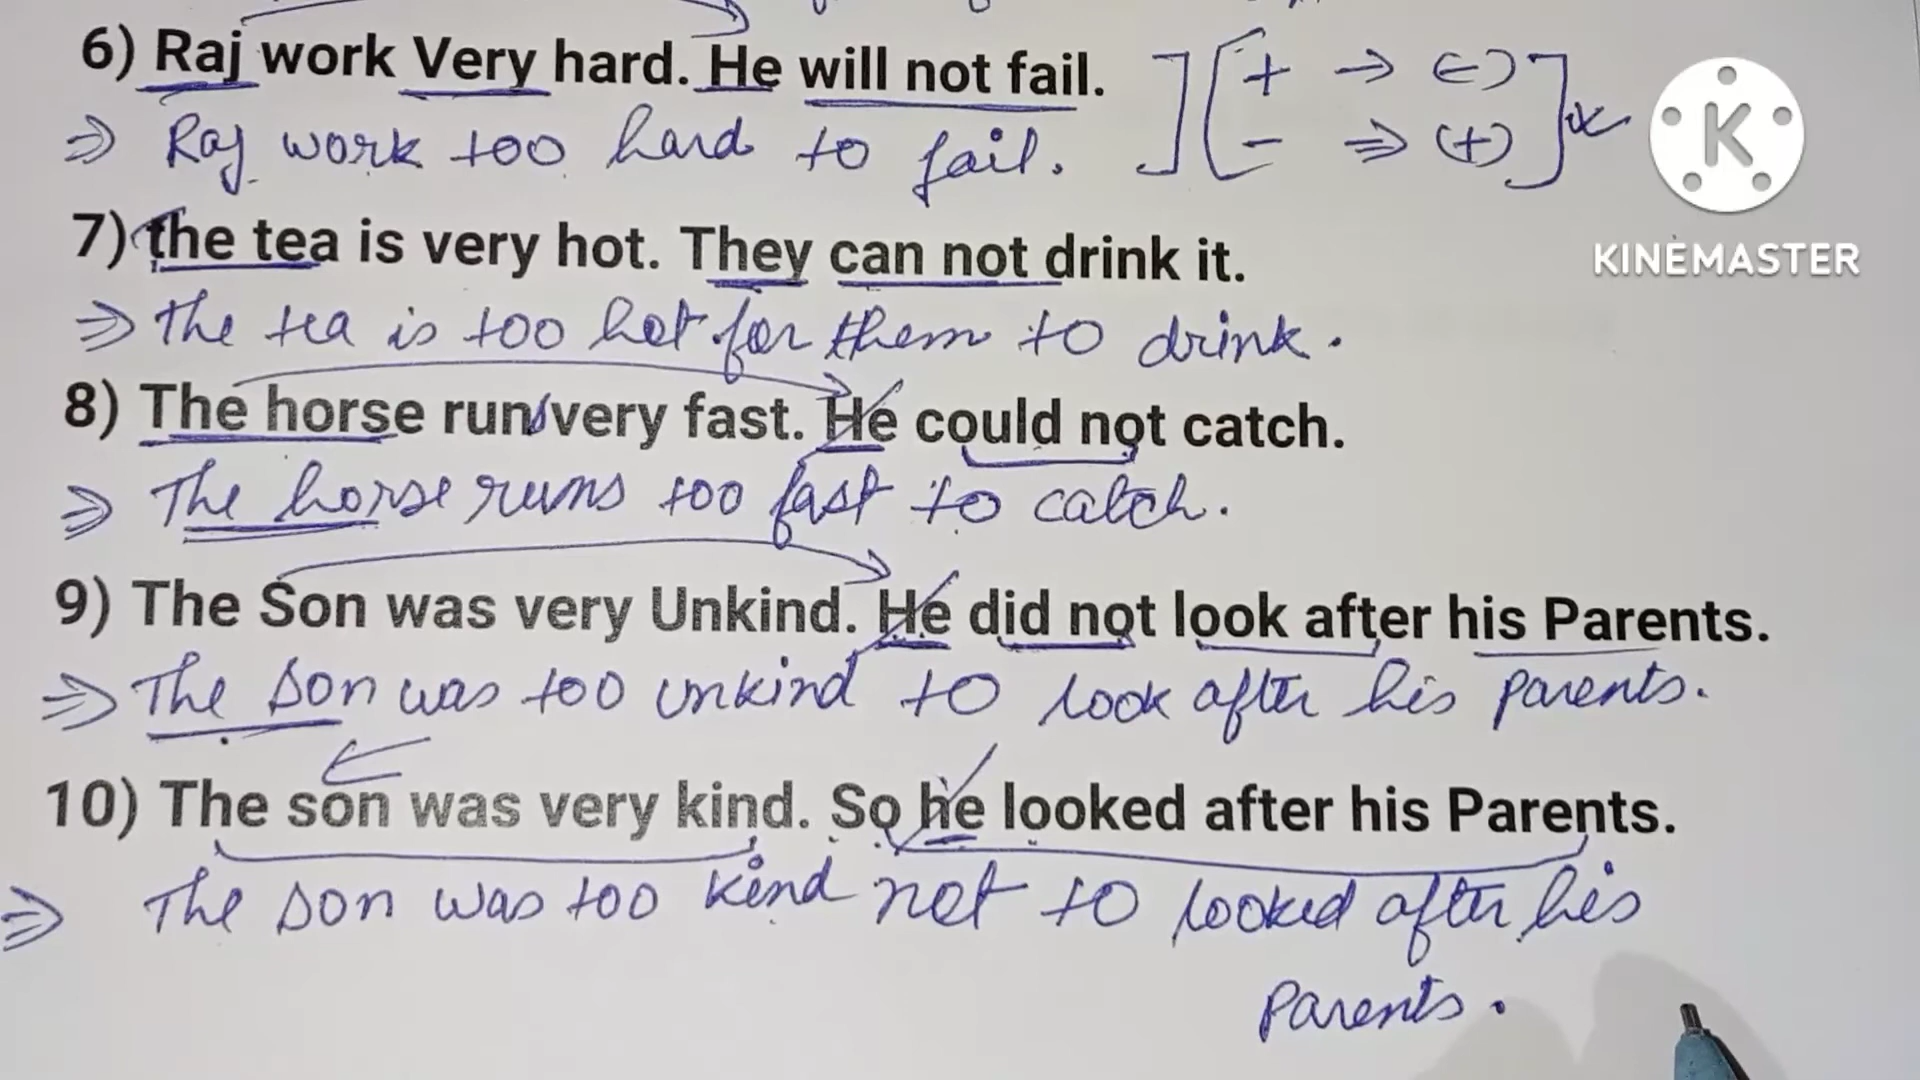 6) Raj work Very hard. He will not fail. ] [ + → (-) ]
⇒ Raj work too hard to fail. - ⇒ (+)
K
KINEMASTER
7) the tea is very hot. They can not drink it.
⇒ The tea is too hot for them to drink.
8) The horse runs very fast. He could not catch.
⇒ The horse runs too fast to catch.
9) The Son was very Unkind. He did not look after his Parents.
⇒ The son was too unkind to look after his parents.
10) The son was very kind. So he looked after his Parents.
⇒ The son was too kind not to looked after his
parents.